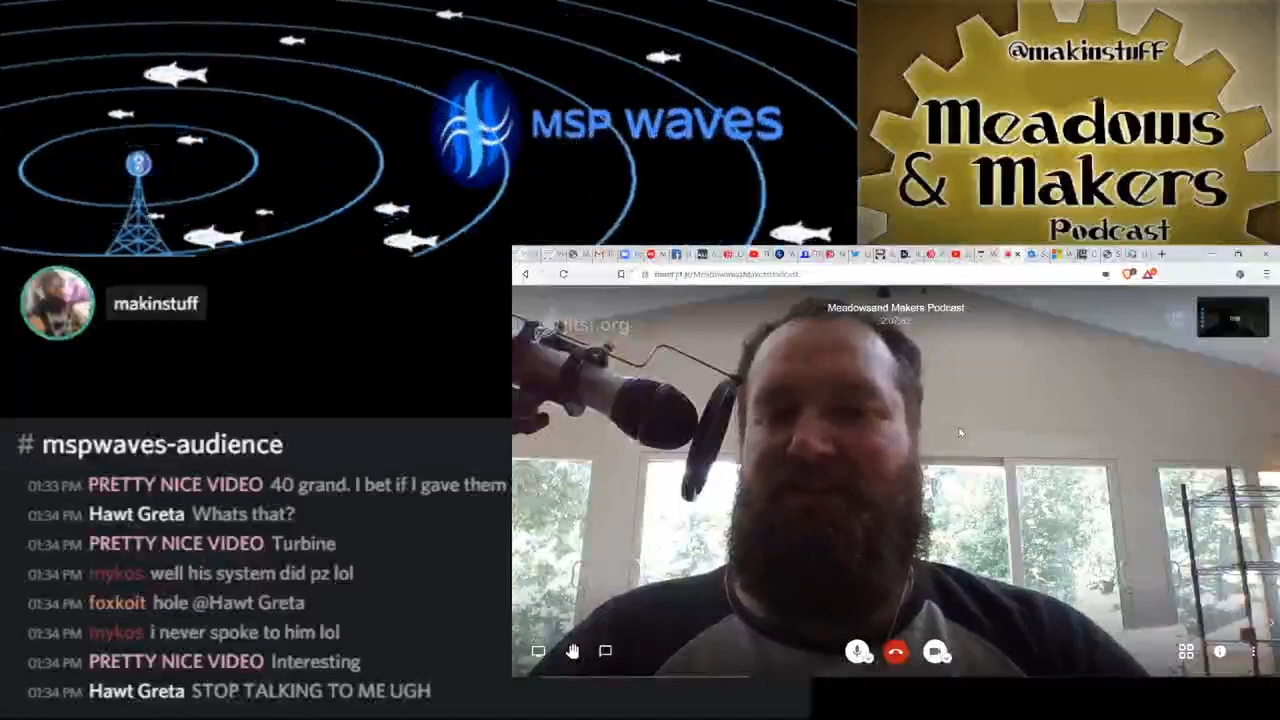 MSP waves
@makinstuff
Meadows
& Makers
Podcast
makinstuff
Meadowsand Makers Podcast
jitsi.org
# mspwaves-audience
01:33 PM PRETTY NICE VIDEO 40 grand. I bet if I gave them
01:34 PM Hawt Greta Whats that?
01:34 PM PRETTY NICE VIDEO Turbine
01:34 PM mykos well his system did pz lol
01:34 PM foxkoit hole @Hawt Greta
01:34 PM mykos i never spoke to him lol
01:34 PM PRETTY NICE VIDEO Interesting
01:34 PM Hawt Greta STOP TALKING TO ME UGH